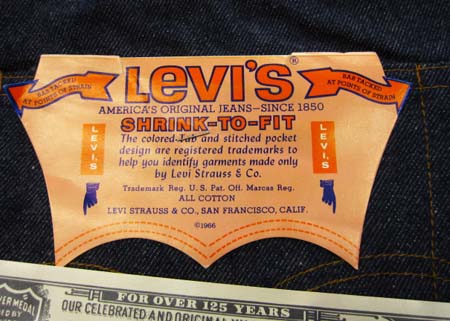 LEVI'S®
BAR TACKED
AT POINTS OF STRAIN
BAR TACKED
AT POINTS OF STRAIN
AMERICA'S ORIGINAL JEANS—SINCE 1850
SHRINK-TO-FIT
The colored Tab and stitched pocket
design are registered trademarks to
help you identify garments made only
by Levi Strauss & Co.
LEVI'S
LEVI'S
Trademark Reg. U.S. Pat. Off. Marcas Reg.
ALL COTTON
LEVI STRAUSS & CO., SAN FRANCISCO, CALIF.
©1966
FOR OVER 125 YEARS
OUR CELEBRATED AND ORIGINAL